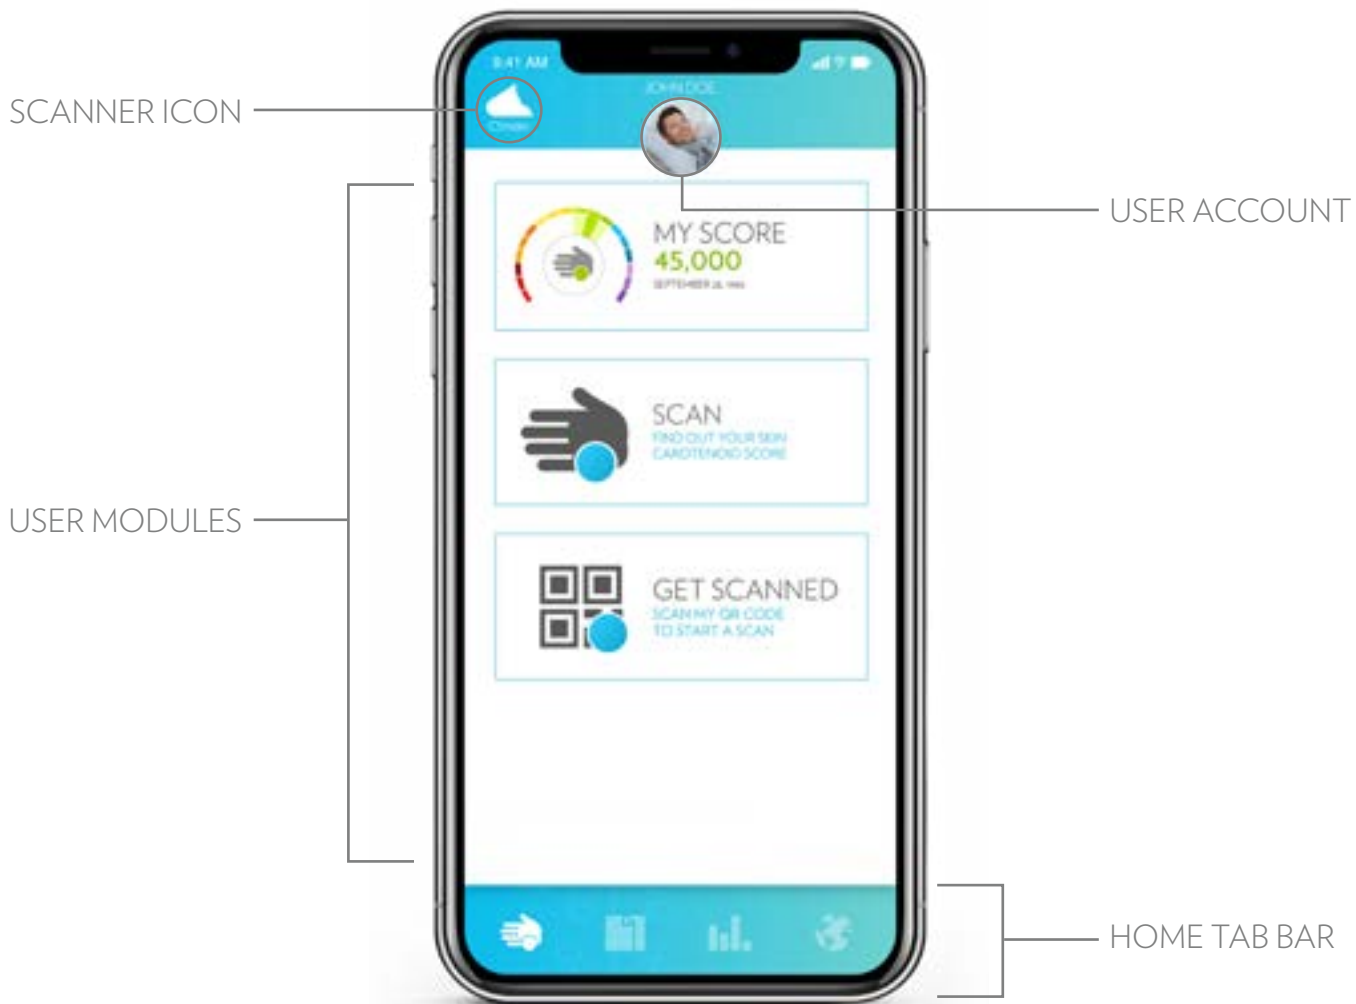 9:41 AM
JOHN DOE
SCANNER ICON
USER ACCOUNT
MY SCORE
45,000
SEPTEMBER
SCAN
FIND OUT YOUR SKIN
CAROTENOID SCORE
USER MODULES
GET SCANNED
SCAN MY QR CODE
TO START A SCAN
HOME TAB BAR